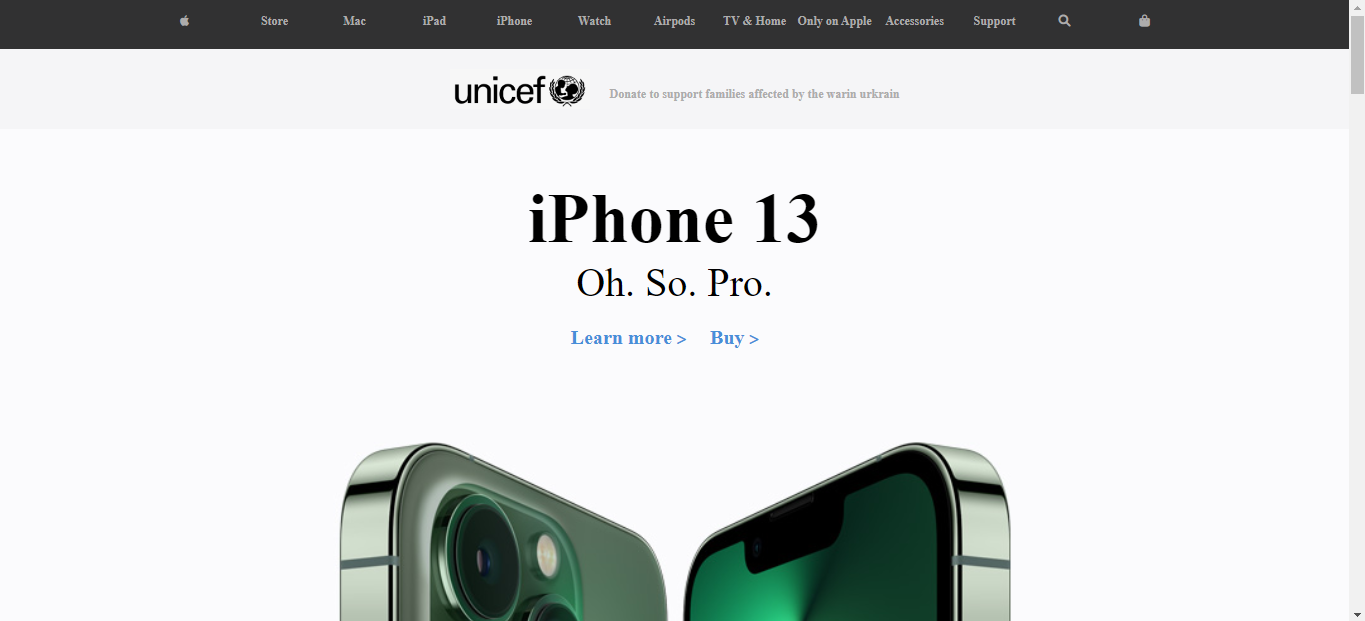 Store Mac iPad iPhone Watch Airpods TV & Home Only on Apple Accessories Support
unicef Donate to support families affected by the warin urkrain
iPhone 13
Oh. So. Pro.
Learn more > Buy >